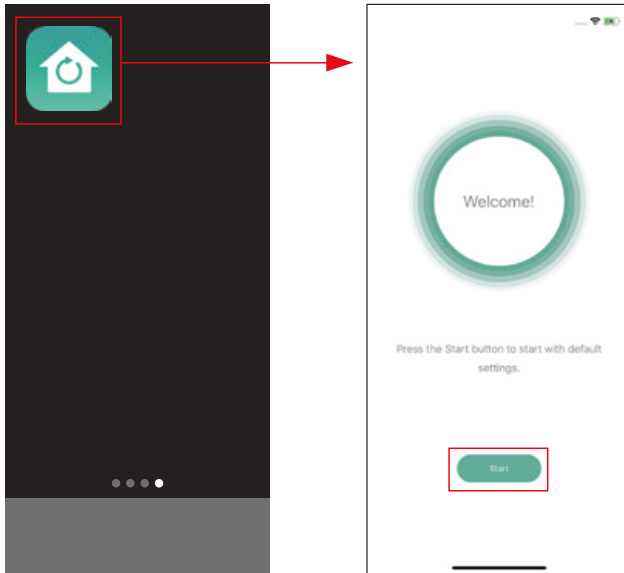 Welcome!
Press the Start button to start with default
settings.
Start